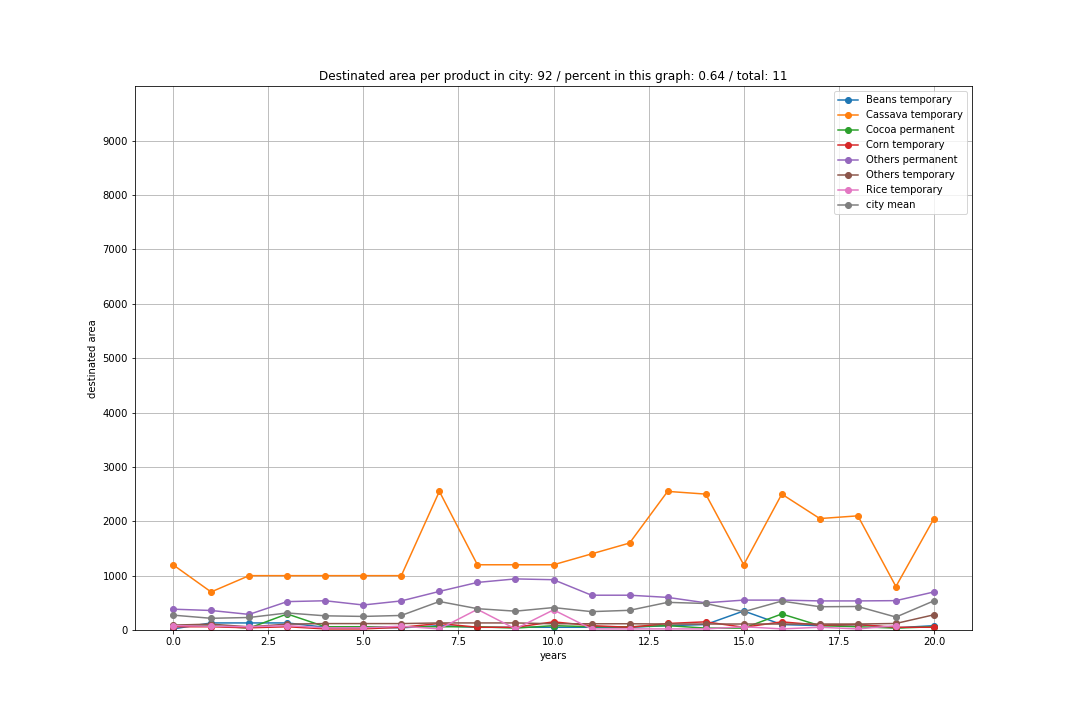 Destinated area per product in city: 92 / percent in this graph: 0.64 / total: 11
Beans temporary
Cassava temporary
Cocoa permanent
Corn temporary
Others permanent
Others temporary
Rice temporary
city mean
9000
8000
7000
6000
5000
4000
3000
2000
1000
0
destinated area
0.0 2.5 5.0 7.5 10.0 12.5 15.0 17.5 20.0
years